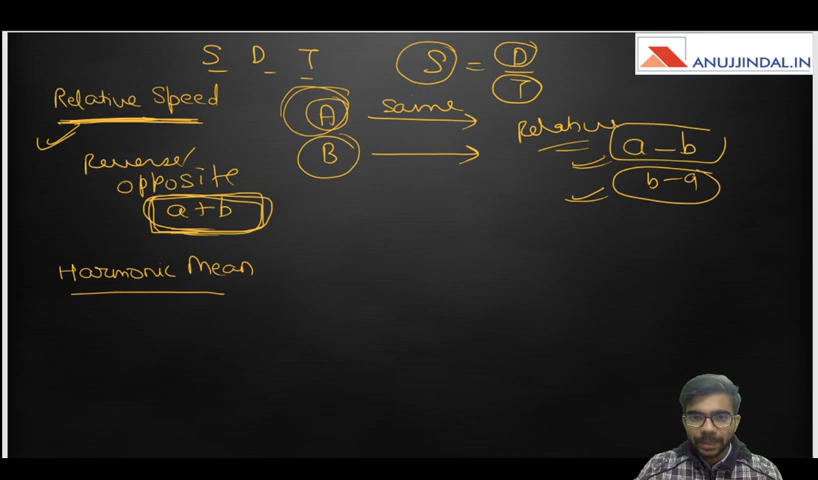 S D T
S = D/T
ANUJJINDAL.IN
Relative Speed
A same
Relative
a - b
B
Reverse/
opposite
b - a
a + b
Harmonic Mean